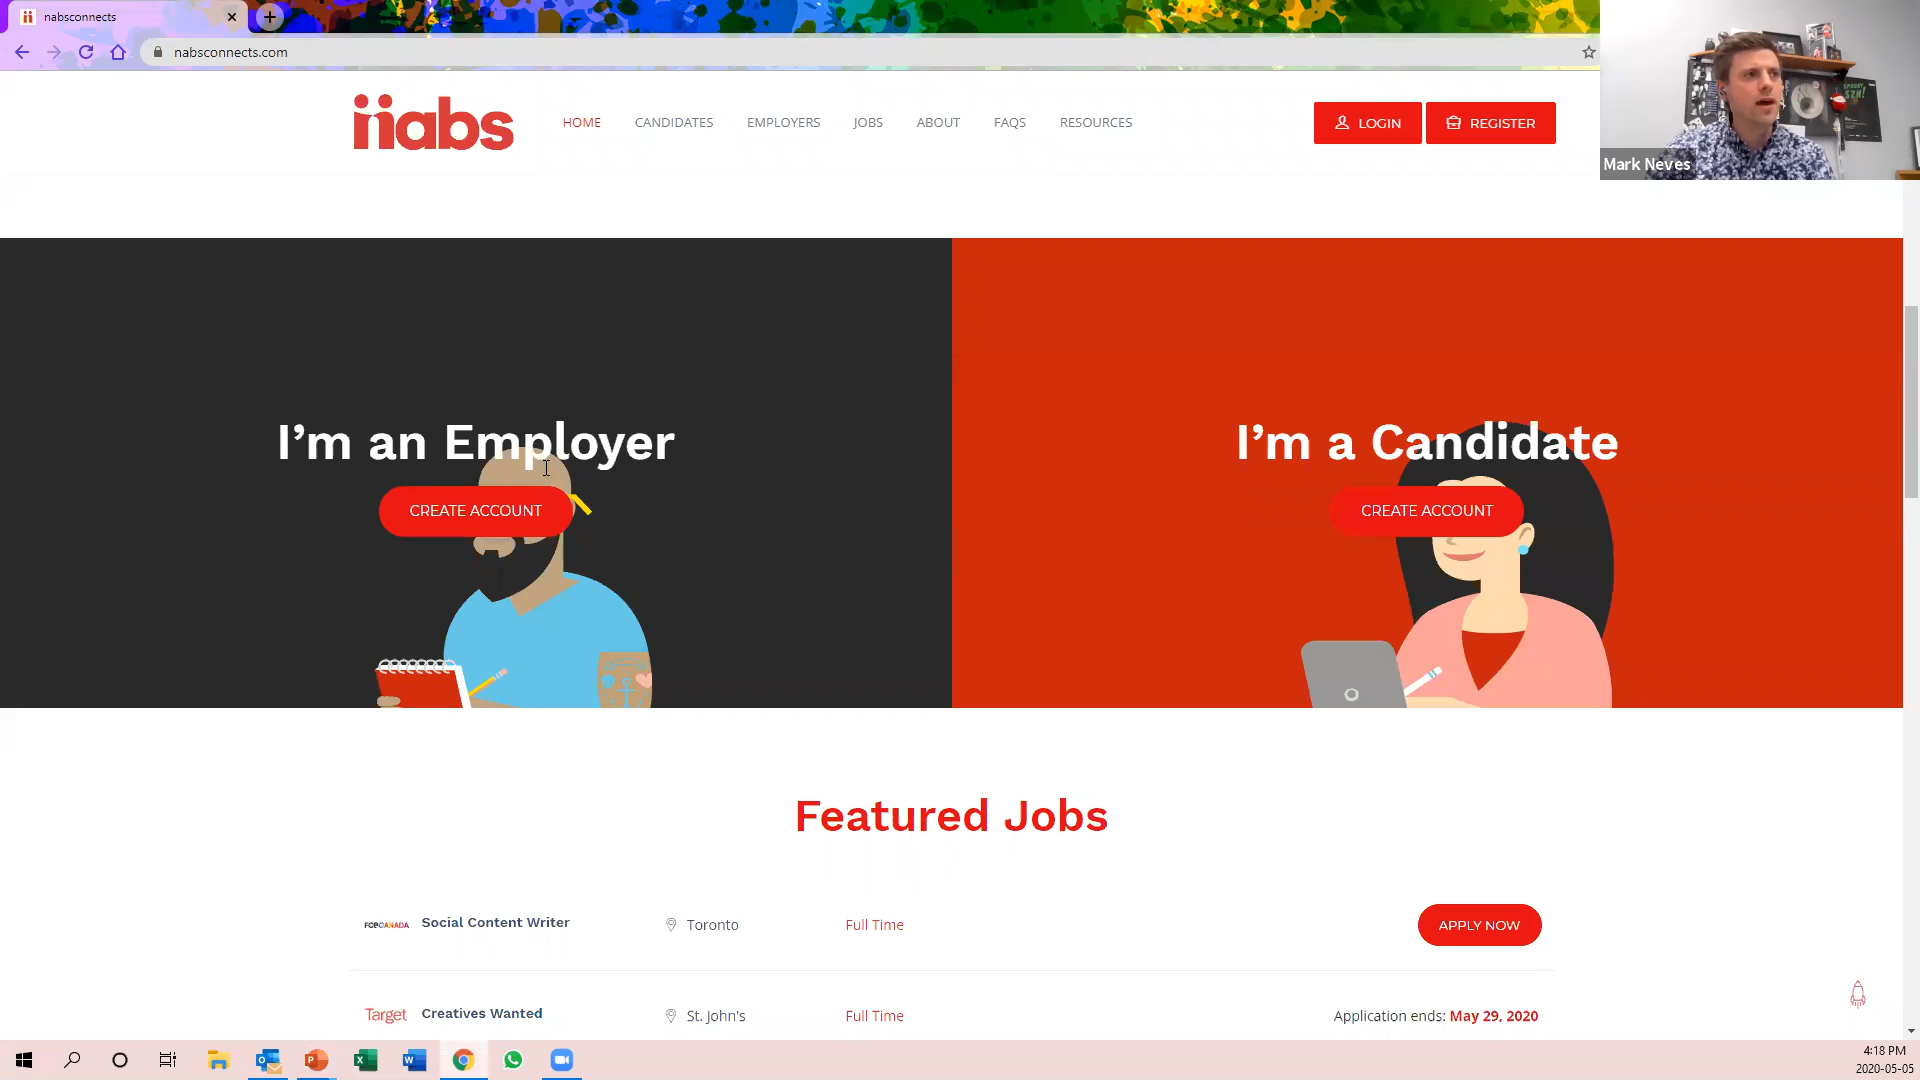 nabsconnects
nabsconnects.com
nabs
HOME
CANDIDATES
EMPLOYERS
JOBS
ABOUT
FAQS
RESOURCES
LOGIN
REGISTER
Mark Neves
I'm an Employer
CREATE ACCOUNT
I'm a Candidate
CREATE ACCOUNT
Featured Jobs
FCBCANADA
Social Content Writer
Toronto
Full Time
APPLY NOW
Target
Creatives Wanted
St. John's
Full Time
Application ends: May 29, 2020
4:18 PM
2020-05-05